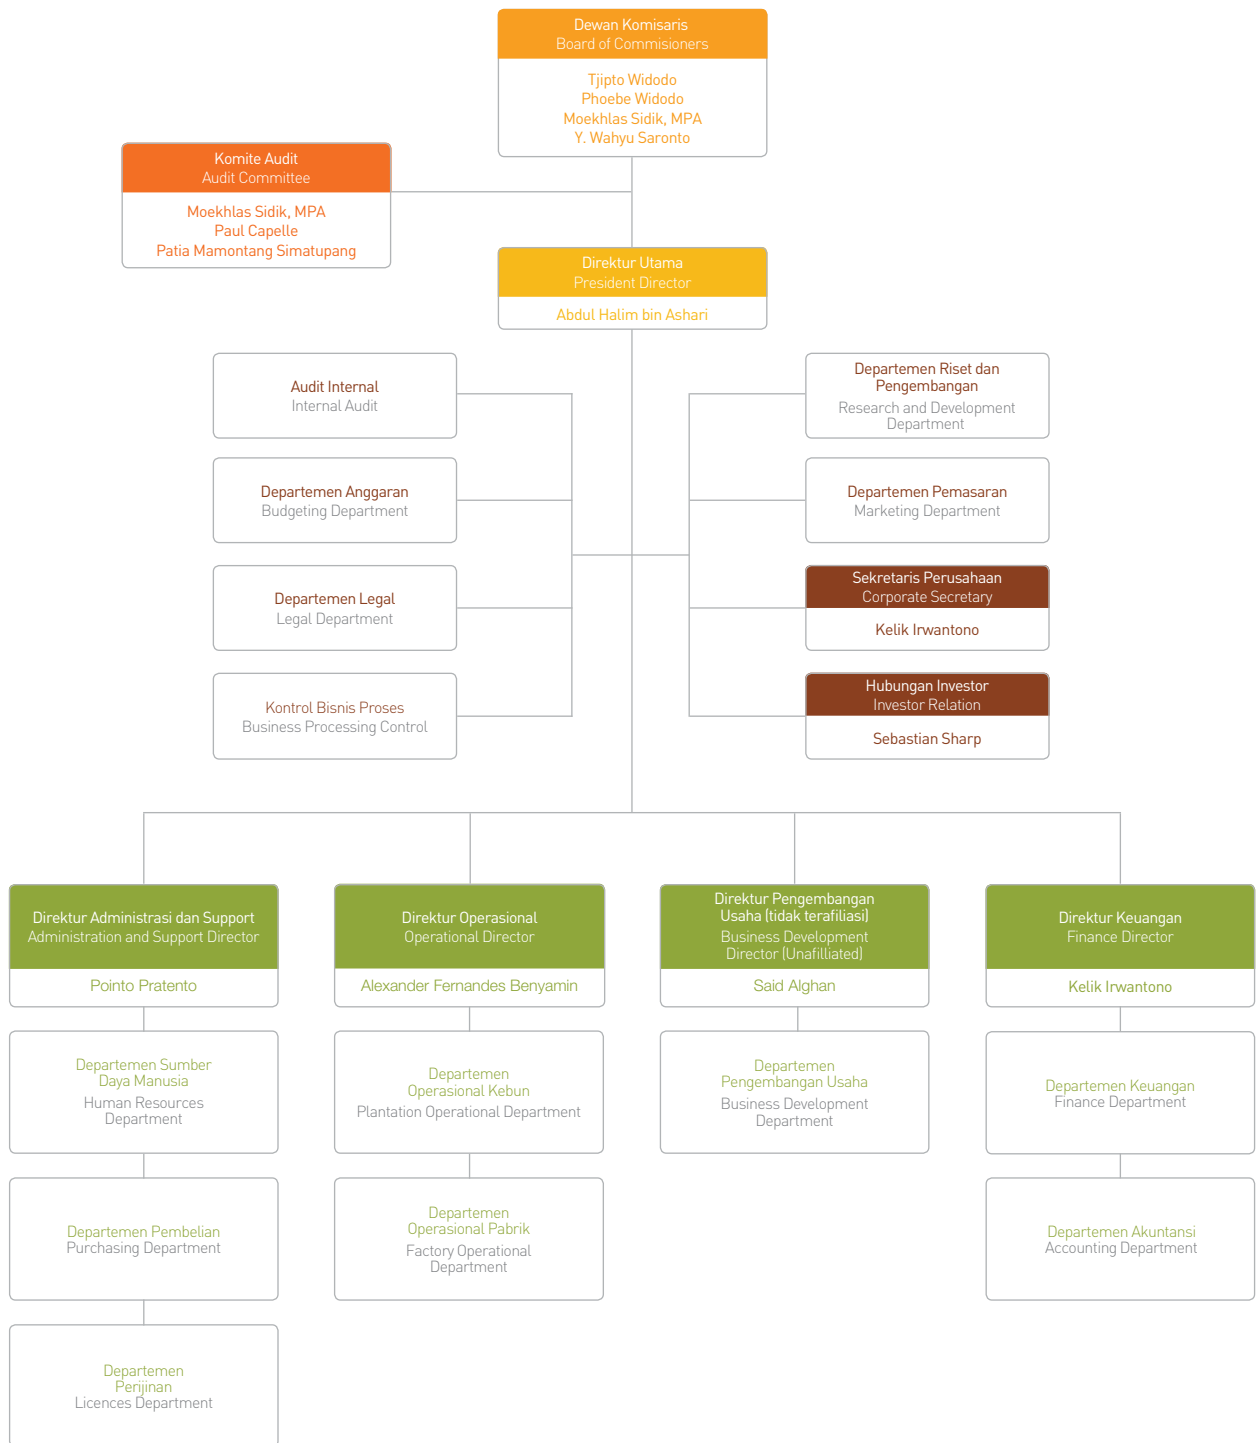 Dewan Komisaris
Board of Commisioners
Tjipto Widodo
Phoebe Widodo
Moekhlas Sidik, MPA
Y. Wahyu Saronto
Komite Audit
Audit Committee
Moekhlas Sidik, MPA
Paul Capelle
Patia Mamontang Simatupang
Direktur Utama
President Director
Abdul Halim bin Ashari
Audit Internal
Internal Audit
Departemen Riset dan
Pengembangan
Research and Development
Department
Departemen Anggaran
Budgeting Department
Departemen Pemasaran
Marketing Department
Departemen Legal
Legal Department
Sekretaris Perusahaan
Corporate Secretary
Kelik Irwantono
Kontrol Bisnis Proses
Business Processing Control
Hubungan Investor
Investor Relation
Sebastian Sharp
Direktur Administrasi dan Support
Administration and Support Director
Pointo Pratento
Direktur Operasional
Operational Director
Alexander Fernandes Benyamin
Direktur Pengembangan
Usaha (tidak terafiliasi)
Business Development
Director (Unafilliated)
Said Alghan
Direktur Keuangan
Finance Director
Kelik Irwantono
Departemen Sumber
Daya Manusia
Human Resources
Department
Departemen
Operasional Kebun
Plantation Operational Department
Departemen
Pengembangan Usaha
Business Development
Department
Departemen Keuangan
Finance Department
Departemen Pembelian
Purchasing Department
Departemen
Operasional Pabrik
Factory Operational
Department
Departemen Akuntansi
Accounting Department
Departemen
Perijinan
Licences Department